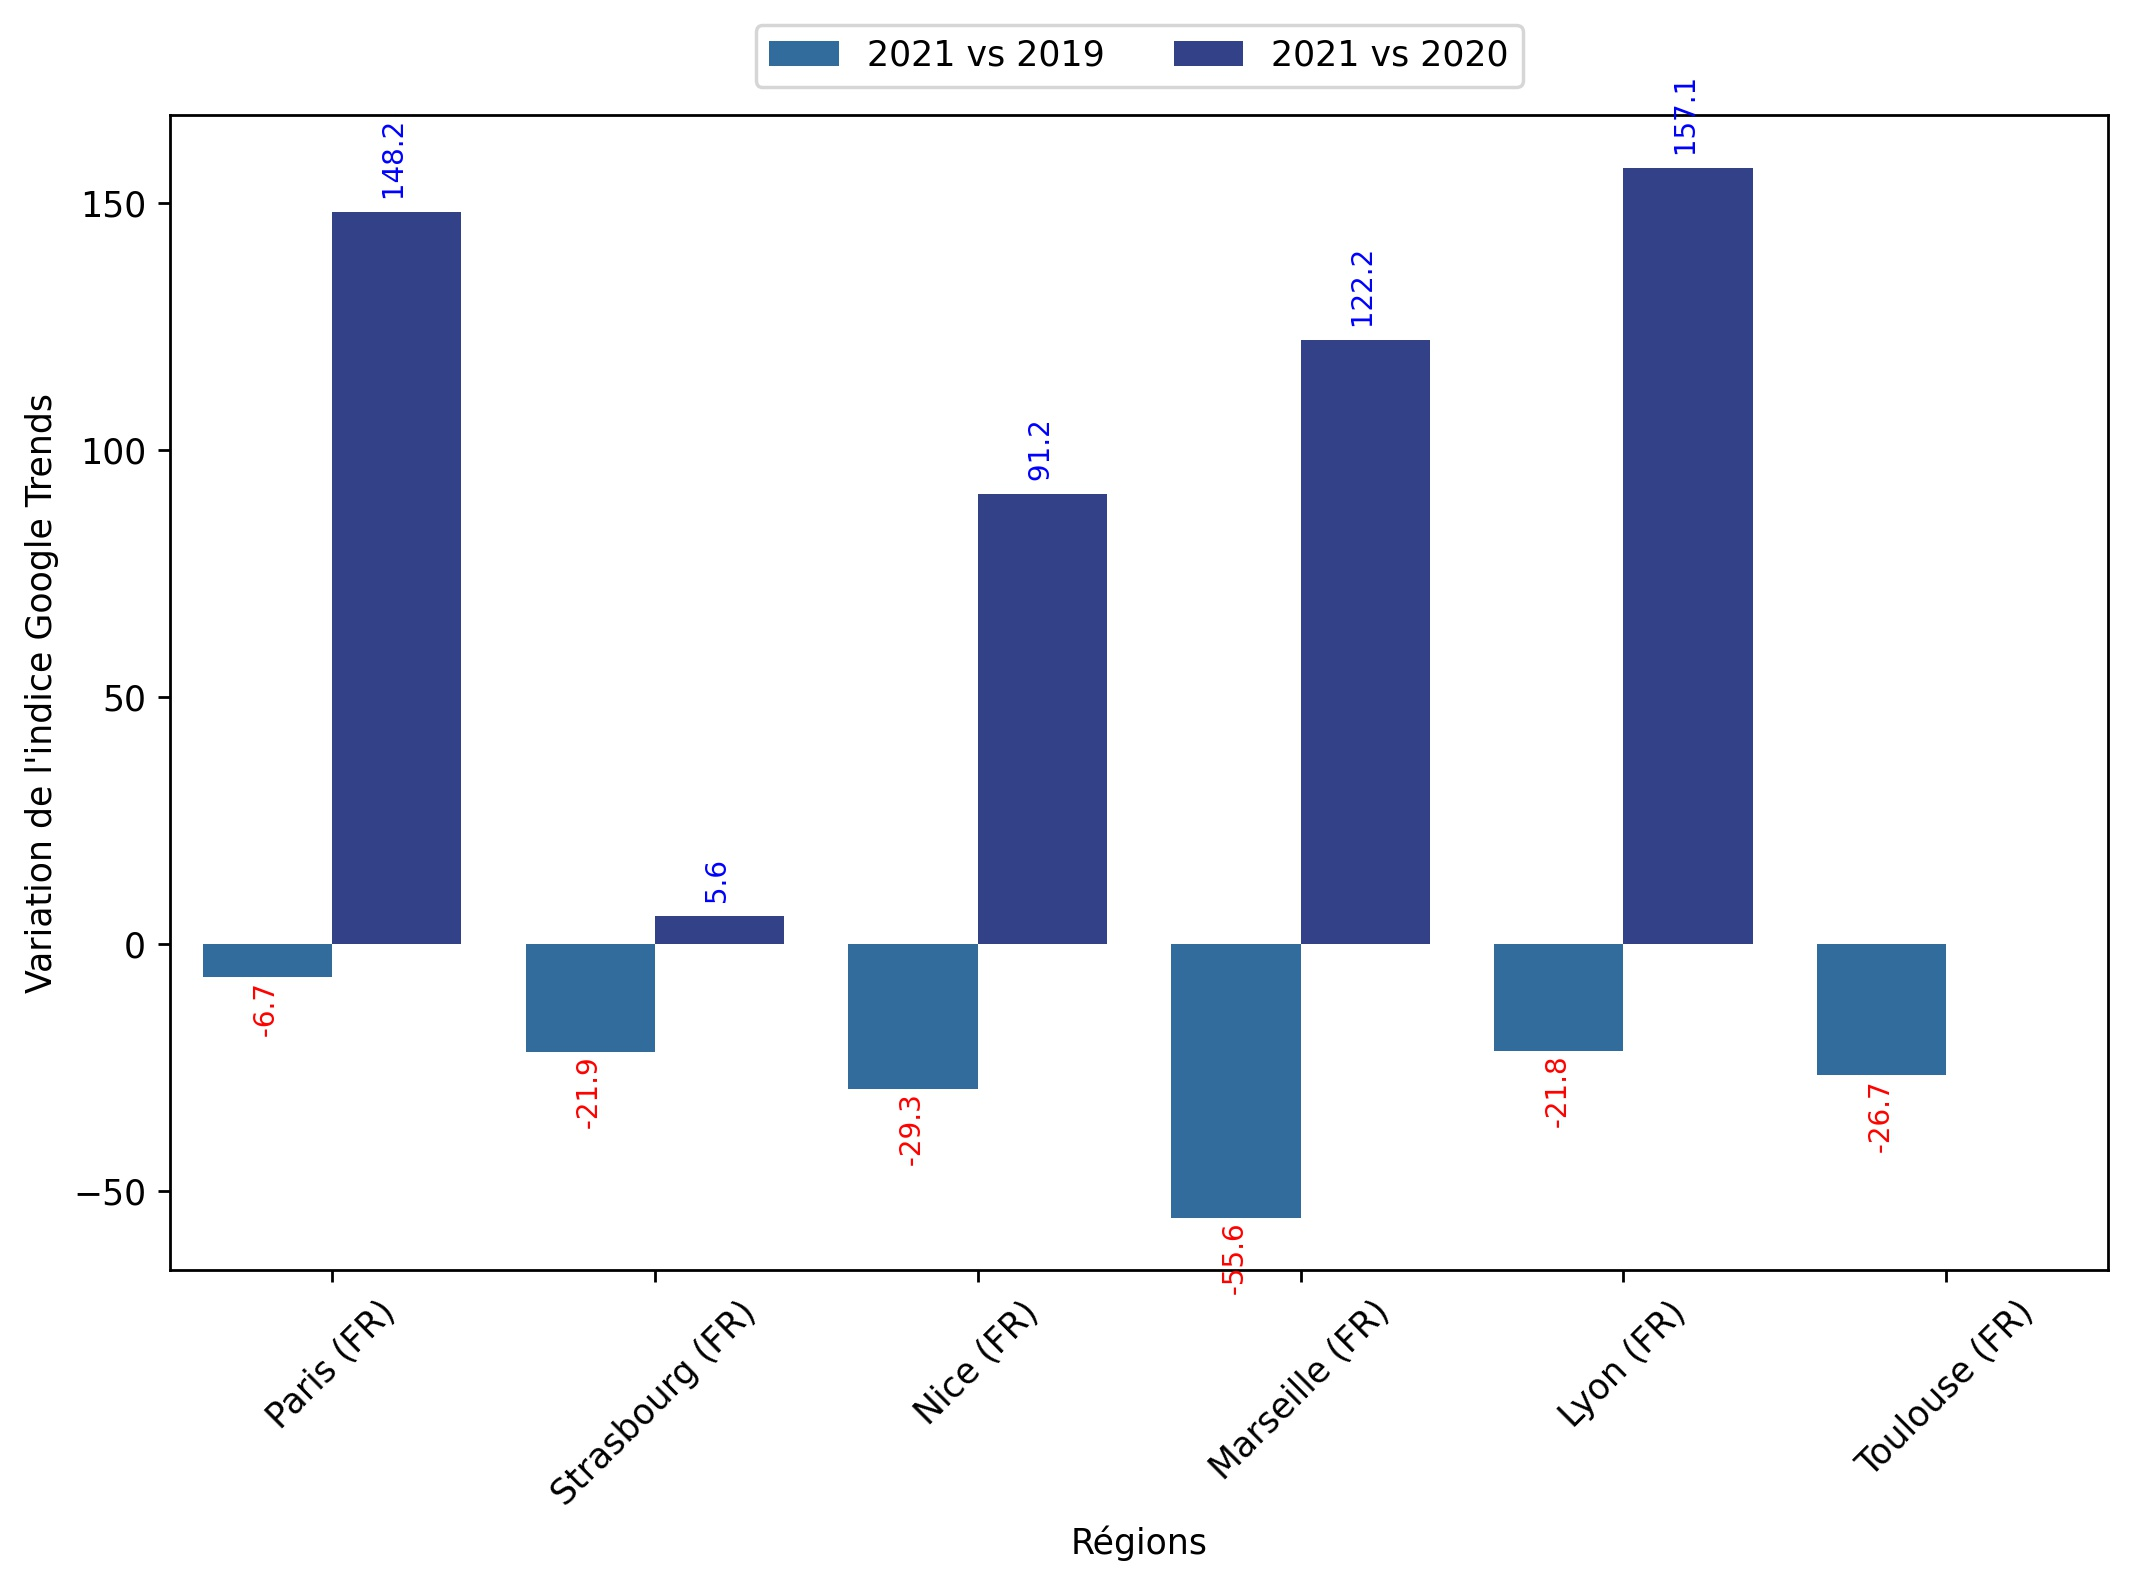 2021 vs 2019
2021 vs 2020
Variation de l'indice Google Trends
150
100
50
0
−50
148.2
5.6
91.2
122.2
157.1
-6.7
-21.9
-29.3
-55.6
-21.8
-26.7
Paris (FR)
Strasbourg (FR)
Nice (FR)
Marseille (FR)
Lyon (FR)
Toulouse (FR)
Régions